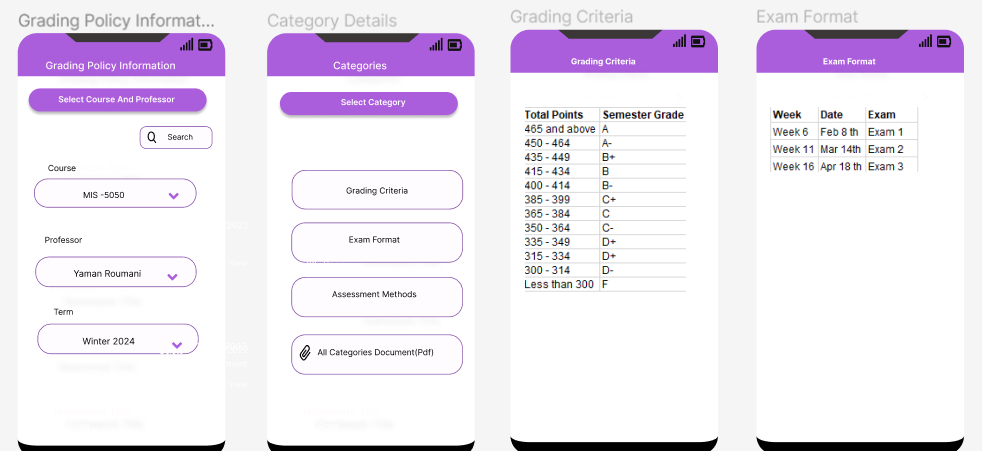 Grading Policy Informat...
Grading Policy Information
Select Course And Professor
Search
Course
MIS -5050
Professor
Yaman Roumani
Term
Winter 2024
Category Details
Categories
Select Category
Grading Criteria
Exam Format
Assessment Methods
All Categories Document(Pdf)
Grading Criteria
Grading Criteria
Total Points Semester Grade
465 and above A
450 - 464 A-
435 - 449 B+
415 - 434 B
400 - 414 B-
385 - 399 C+
365 - 384 C
350 - 364 C-
335 - 349 D+
315 - 334 D+
300 - 314 D-
Less than 300 F
Exam Format
Exam Format
Week Date Exam
Week 6 Feb 8 th Exam 1
Week 11 Mar 14th Exam 2
Week 16 Apr 18 th Exam 3